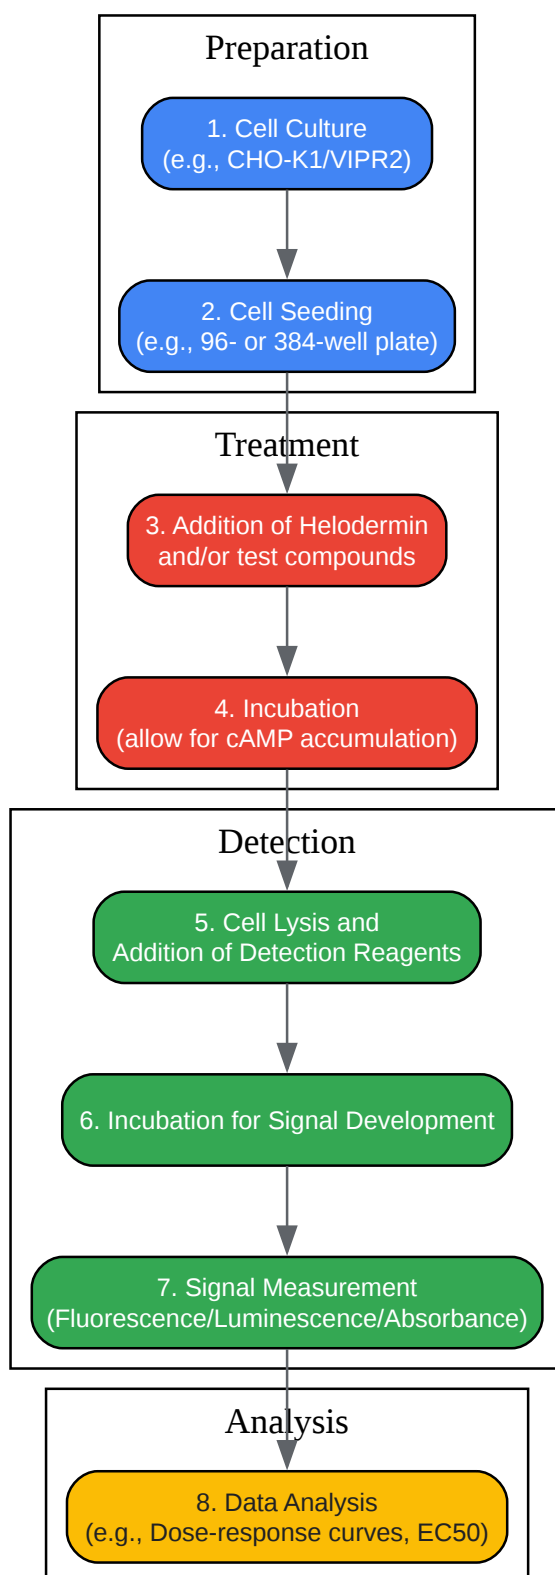 Preparation
1. Cell Culture
(e.g., CHO-K1/VIPR2)
2. Cell Seeding
(e.g., 96- or 384-well plate)
Treatment
3. Addition of Helodermin
and/or test compounds
4. Incubation
(allow for cAMP accumulation)
Detection
5. Cell Lysis and
Addition of Detection Reagents
6. Incubation for Signal Development
7. Signal Measurement
(Fluorescence/Luminescence/Absorbance)
Analysis
8. Data Analysis
(e.g., Dose-response curves, EC50)